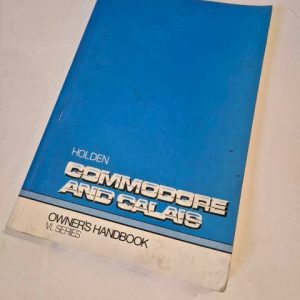 HOLDEN
COMMODORE
AND CALAIS
OWNER'S HANDBOOK
VL SERIES